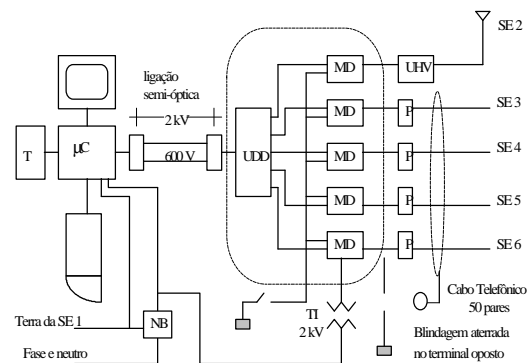 SE 2
ligação
semi-óptica
MD
UHV
2 kV
MD
P
SE 3
T
µC
600 V
UDD
MD
P
SE 4
MD
P
SE 5
MD
P
SE 6
Cabo Telefônico
50 pares
TI
2 kV
Terra da SE 1
NB
Blindagem aterrada
no terminal oposto
Fase e neutro